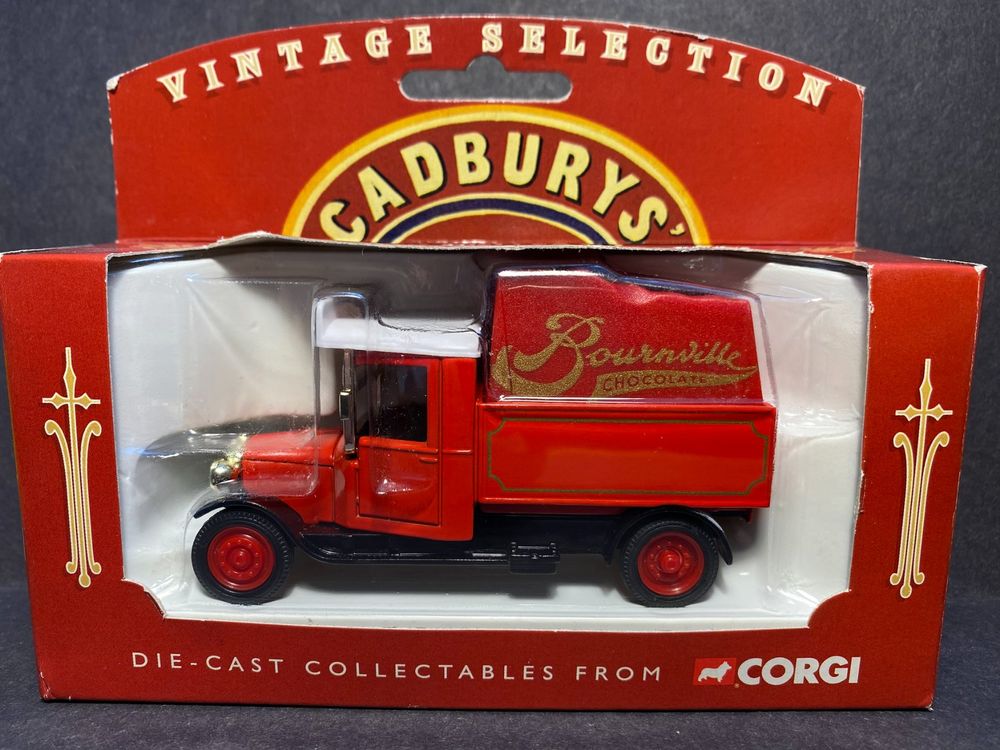 VINTAGE SELECTION
CADBURYS'
Bournville
CHOCOLATE
DIE-CAST COLLECTABLES FROM CORGI